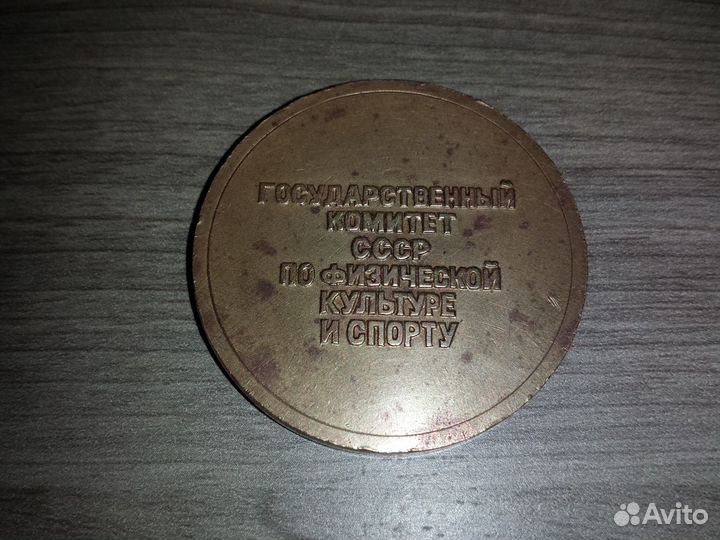 ГОСУДАРСТВЕННЫЙ
КОМИТЕТ
СССР
ПО ФИЗИЧЕСКОЙ
КУЛЬТУРЕ
И СПОРТУ
Avito